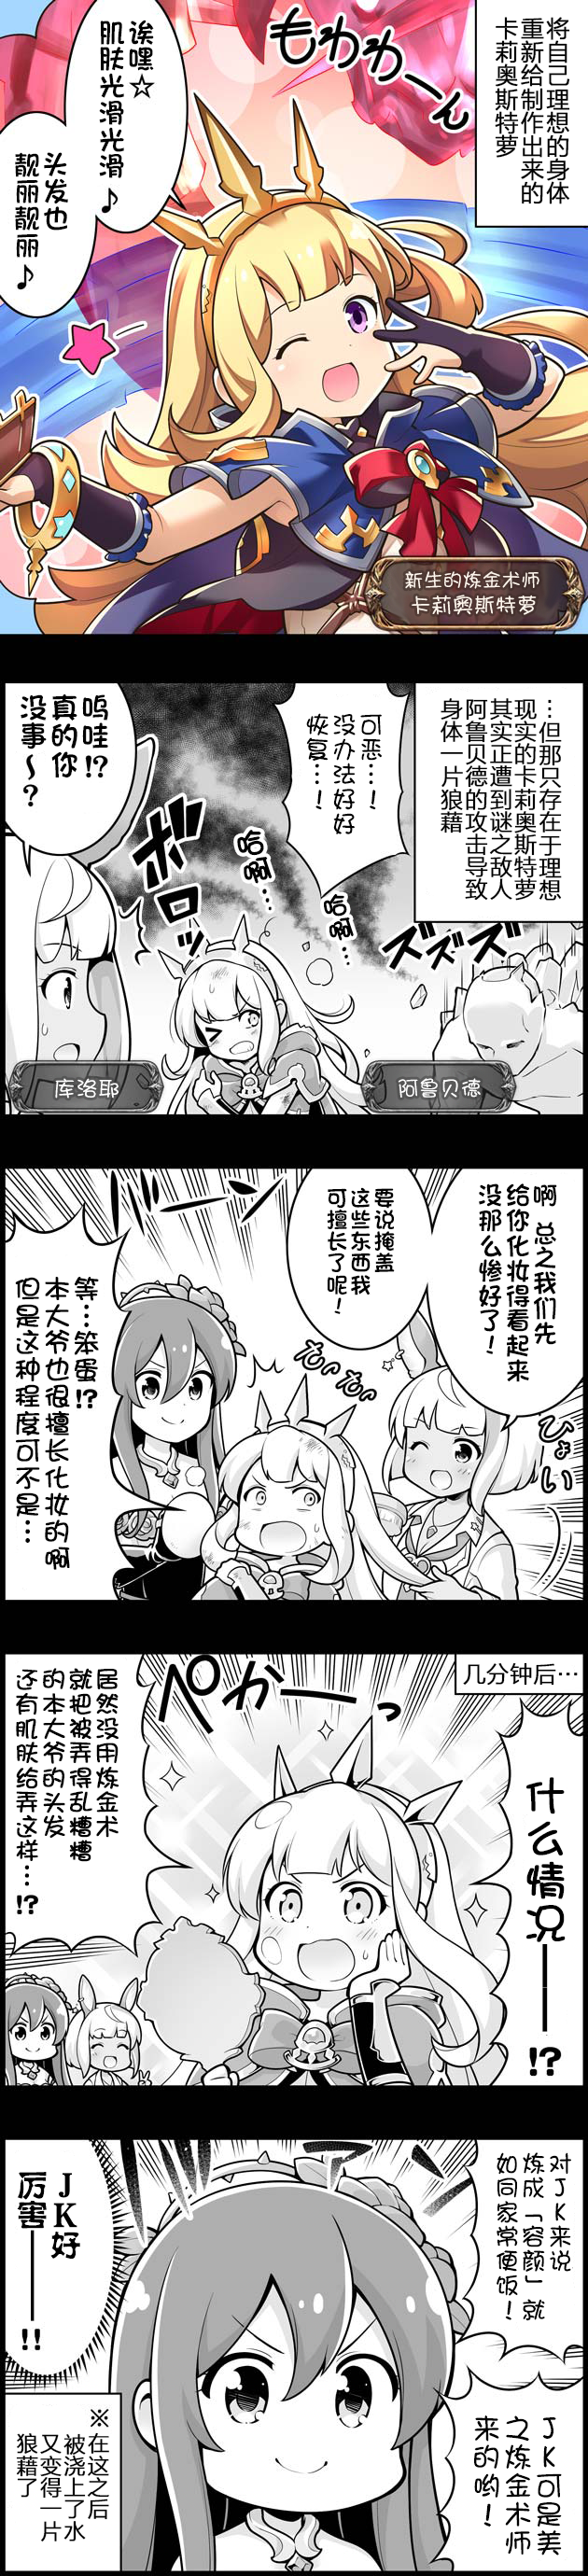 将自己理想的身体
重新给制作出来的
卡莉奥斯特萝
もわわーん
诶嘿☆
肌肤光滑光滑
♪
头发也
靓丽靓丽♪
新生的炼金术师
卡莉奥斯特萝
…但那只存在于理想
现实的卡莉奥斯特萝
其实正遭到谜之敌人
阿鲁贝德的攻击导致
身体一片狼藉
可恶…！
没办法好好
恢复…！
哈啊…
哈啊…
ズズズ
ボロッ
呜哇!?
真的你
没事～？
库洛耶
阿鲁贝德
啊 总之我们先
给你化妆得看起来
没那么惨好了！
要说掩盖
这些东西我
可擅长了呢！
ひょい
バーン
等…笨蛋!?
本大爷也很擅长化妆的啊
但是这种程度可不是…
几分钟后…
什么情况——!?
ぺかーーっ
居然没用炼金术
就把被弄得乱糟糟
的本大爷的头发
还有肌肤给弄这样…!?
对JK来说
炼成「容颜」就
如同家常便饭！
JK可是美
之炼金术师
来的哟！
JK好
厉害——!!
※在这之后
被浇上了水
又变得一片
狼藉了